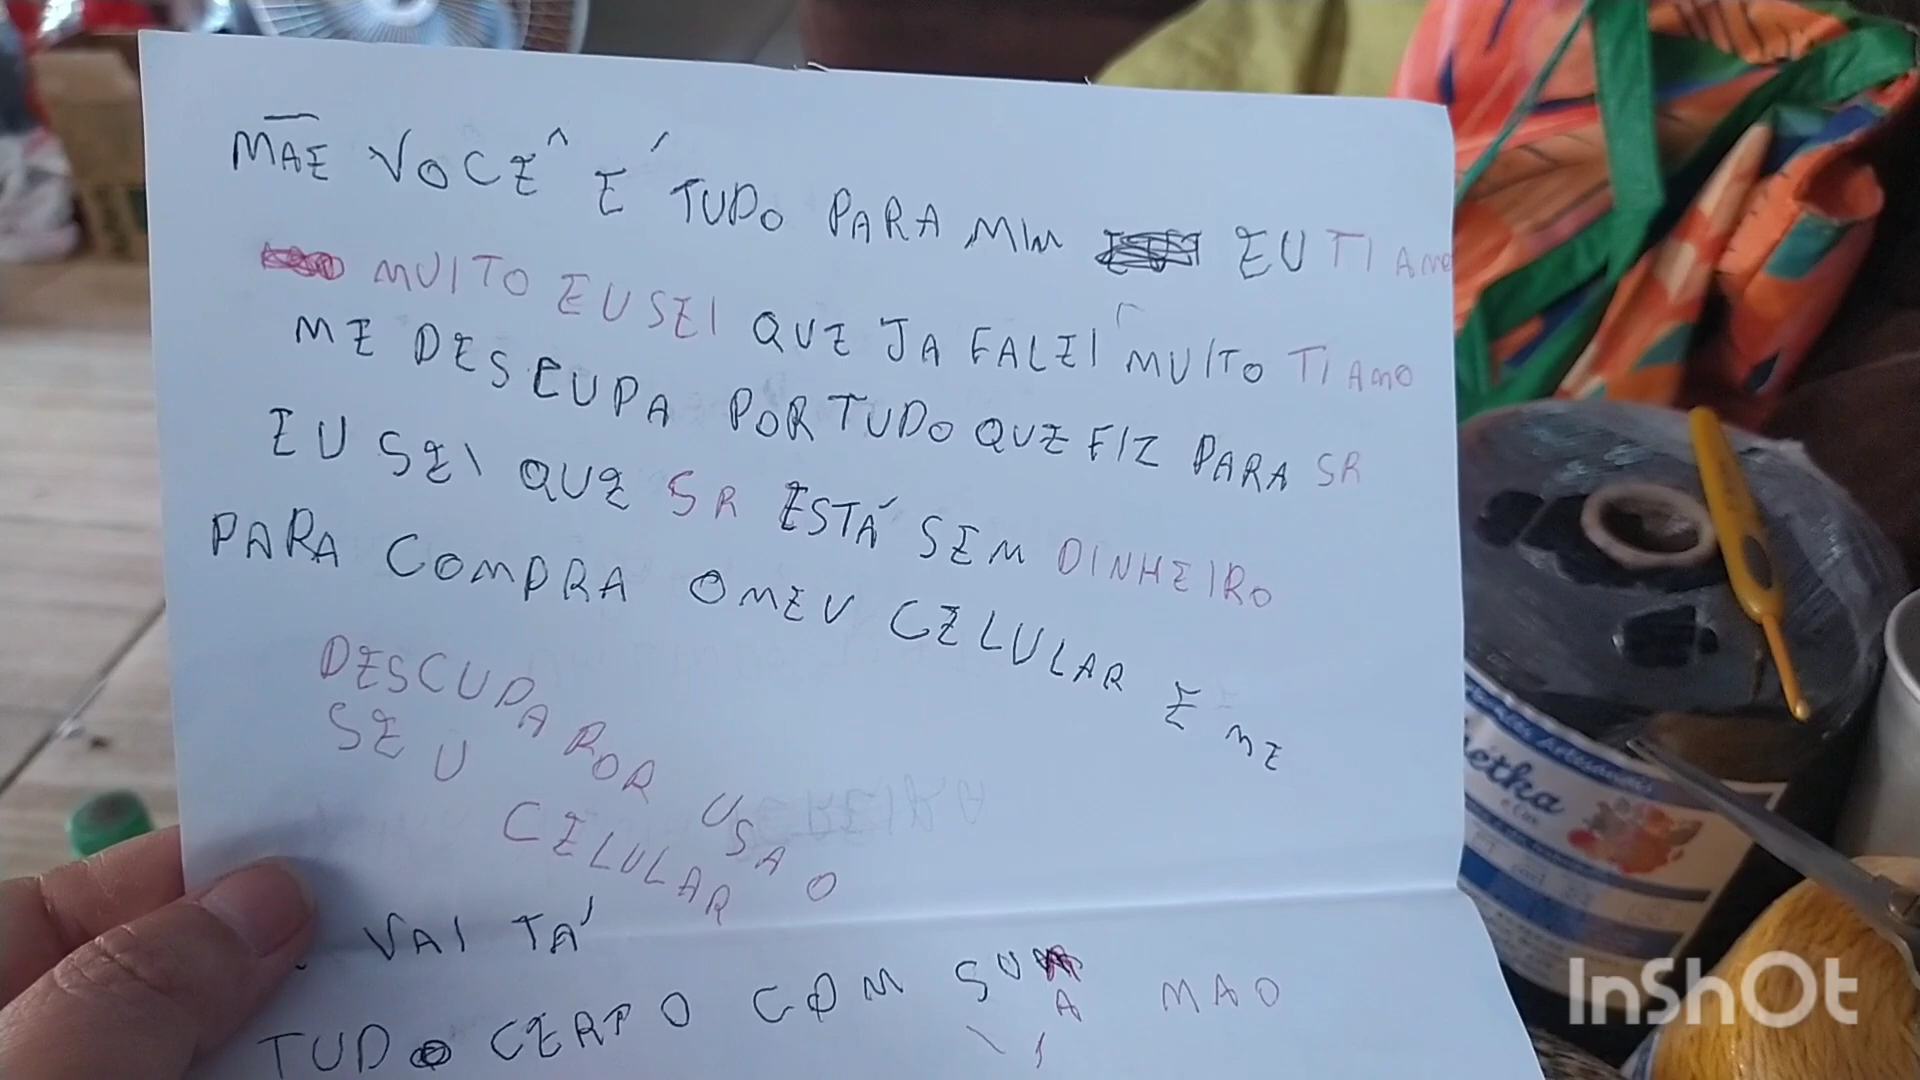 MÃE VOCÊ É TUDO PARA MIM EU TI AMO
MUITO EU SEI QUE JA FALEI MUITO TI AMO
ME DESCUPA POR TUDO QUE FIZ PARA SR
EU SEI QUE SR ESTÁ SEM DINHEIRO
PARA COMPRA O MEU CELULAR E ME
DESCUPA POR USA O
SEU CELULAR
VAI TÁ
TUDO CERTO COM SUA MAO
étka
InShOt